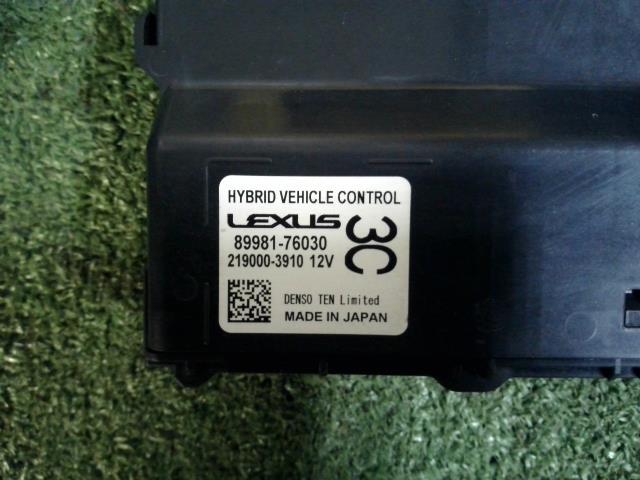 HYBRID VEHICLE CONTROL
LEXUS
89981-76030
219000-3910 12V
3C
DENSO TEN Limited
MADE IN JAPAN